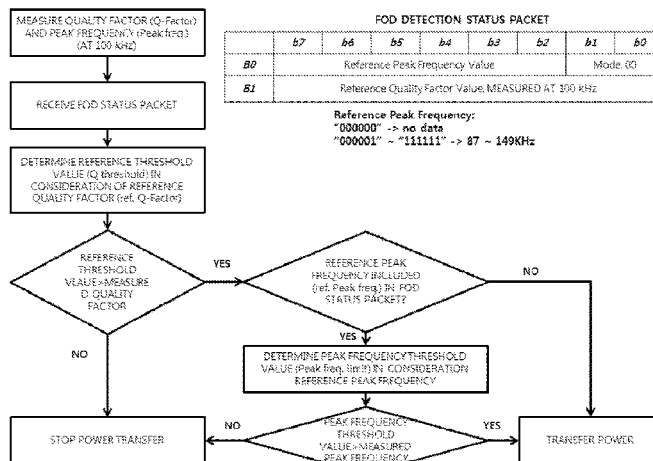 MEASURE QUALITY FACTOR (Q-Factor)
AND PEAK FREQUENCY (Peak freq.)
(AT 100 kHz)
RECEIVE FOD STATUS PACKET
DETERMINE REFERENCE THRESHOLD
VALUE (Q threshold) IN
CONSIDERATION OF REFERENCE
QUALITY FACTOR (ref. Q-Factor)
FOD DETECTION STATUS PACKET
b7 b6 b5 b4 b3 b2 b1 b0
B0 Reference Peak Frequency Value Mode: 00
B1 Reference Quality Factor Value, MEASURED AT 100 kHz
Reference Peak Frequency:
"000000" -> no data
"000001" ~ "111111" -> 87 ~ 149KHz
REFERENCE
THRESHOLD
VLAUE>MEASURE
D QUALITY
FACTOR
YES
NO
REFERENCE PEAK
FREQUENCY INCLUDED
(ref. Peak freq.) IN FOD
STATUS PACKET?
NO
YES
DETERMINE PEAK FREQUENCY THRESHOLD
VALUE (Peak freq. limit) IN CONSIDERATION
REFERENCE PEAK FREQUENCY
STOP POWER TRANSFER
NO
PEAK FREQUENCY
THRESHOLD
VALUE>MEASURED
PEAK FREQUENCY
YES
TRANSFER POWER